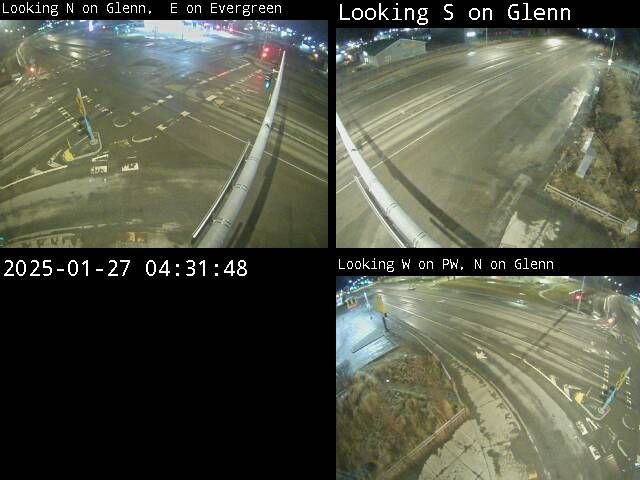 Looking N on Glenn, E on Evergreen
Looking S on Glenn
2025-01-27 04:31:48
Looking W on PW, N on Glenn